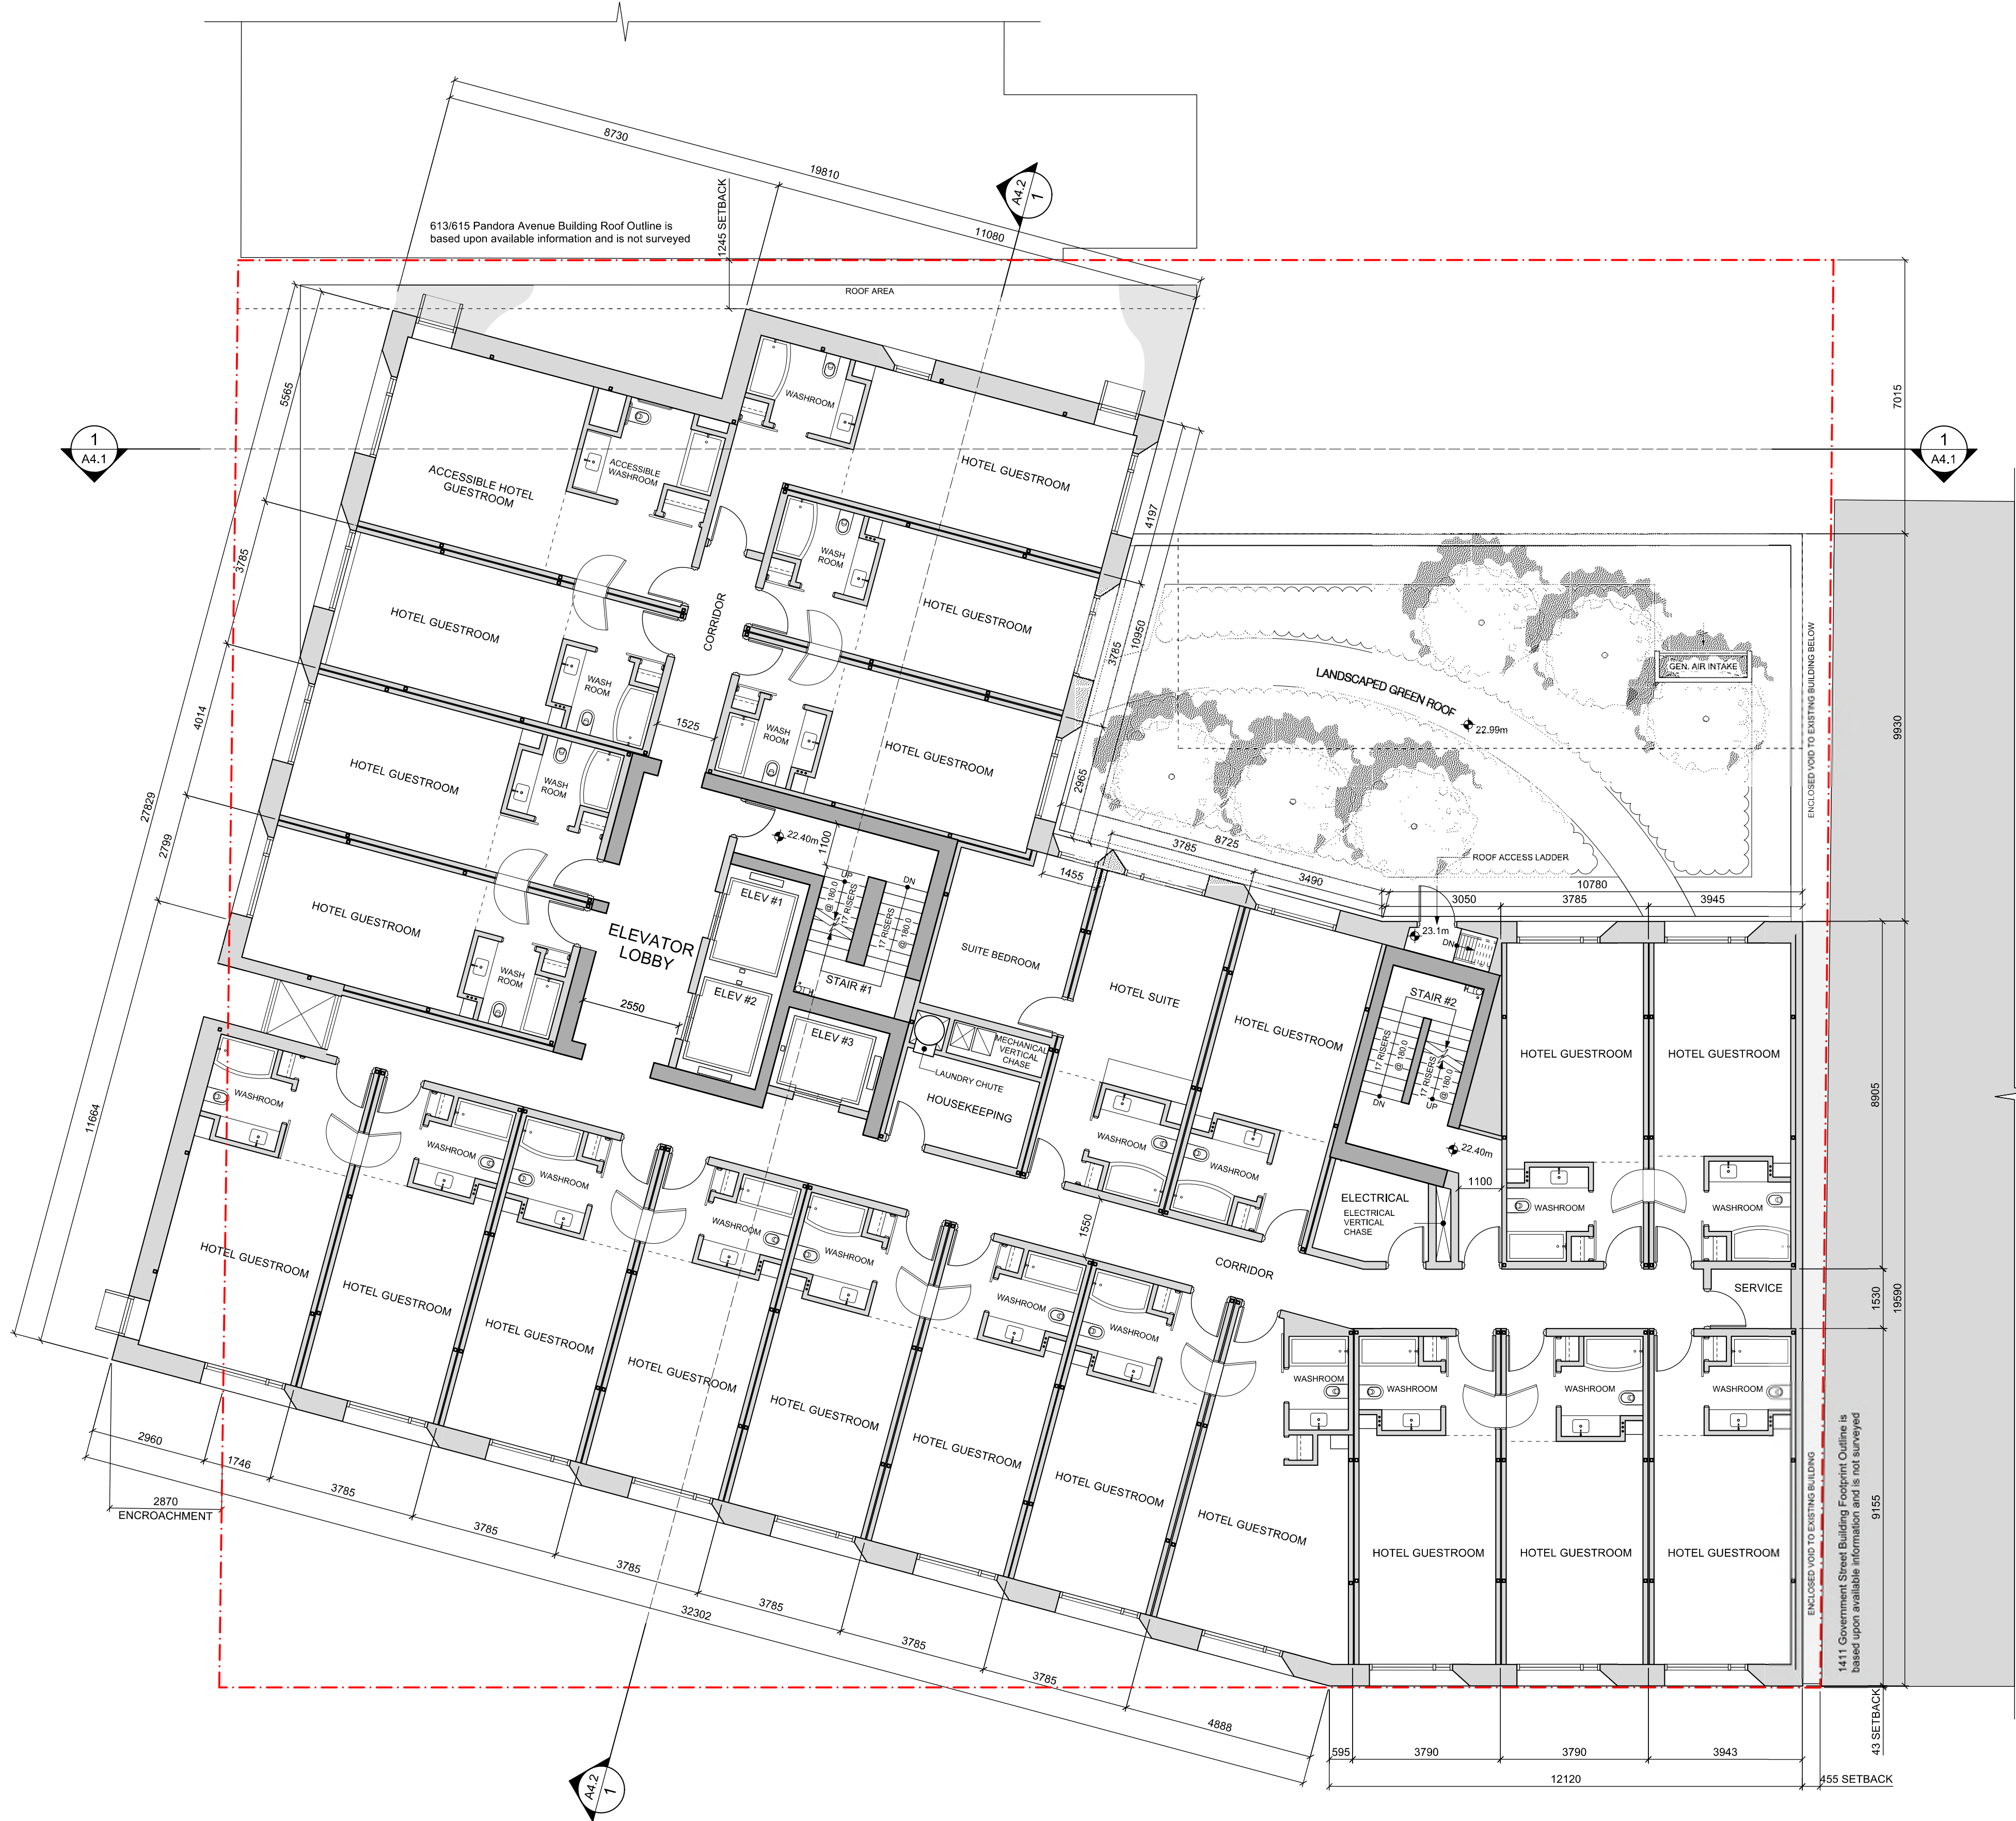 8730
19810
A4.2
1
1245 SETBACK
613/615 Pandora Avenue Building Roof Outline is
based upon available information and is not surveyed
11080
ROOF AREA
5565
7015
WASHROOM
1
A4.1
1
A4.1
ACCESSIBLE HOTEL
GUESTROOM
ACCESSIBLE
WASHROOM
HOTEL GUESTROOM
4197
3785
WASH
ROOM
HOTEL GUESTROOM
HOTEL GUESTROOM
CORRIDOR
3785
10950
ENCLOSED VOID TO EXISTING BUILDING BELOW
GEN. AIR INTAKE
LANDSCAPED GREEN ROOF
22.99m
9930
WASH
ROOM
4014
1525
WASH
ROOM
HOTEL GUESTROOM
HOTEL GUESTROOM
WASH
ROOM
2965
27829
2799
22.40m
1100
8725
3785
1455
3490
ROOF ACCESS LADDER
10780
3050
3785
3945
UP
DN
ELEV #1
17 RISERS
@ 180.0
17 RISERS
@ 180.0
HOTEL GUESTROOM
ELEVATOR
LOBBY
23.1m
DN
SUITE BEDROOM
WASH
ROOM
STAIR #1
ELEV #2
2550
HOTEL SUITE
STAIR #2
HOTEL GUESTROOM
ELEV #3
MECHANICAL
VERTICAL
CHASE
17 RISERS
@ 180.0
17 RISERS
@ 180.0
DN
UP
HOTEL GUESTROOM
HOTEL GUESTROOM
LAUNDRY CHUTE
HOUSEKEEPING
8905
11664
WASHROOM
WASHROOM
WASHROOM
WASHROOM
WASHROOM
22.40m
1100
ELECTRICAL
ELECTRICAL
VERTICAL
CHASE
WASHROOM
WASHROOM
WASHROOM
WASHROOM
1550
CORRIDOR
HOTEL GUESTROOM
HOTEL GUESTROOM
WASHROOM
WASHROOM
SERVICE
1530
19590
HOTEL GUESTROOM
HOTEL GUESTROOM
HOTEL GUESTROOM
HOTEL GUESTROOM
HOTEL GUESTROOM
HOTEL GUESTROOM
WASHROOM
WASHROOM
WASHROOM
WASHROOM
2960
1746
3785
2870
ENCROACHMENT
3785
3785
3785
3785
3785
4888
32302
HOTEL GUESTROOM
HOTEL GUESTROOM
HOTEL GUESTROOM
ENCLOSED VOID TO EXISTING BUILDING
1411 Government Street Building Footprint Outline is
based upon available information and is not surveyed
9155
43 SETBACK
595
3790
3790
3943
12120
455 SETBACK
A4.2
1